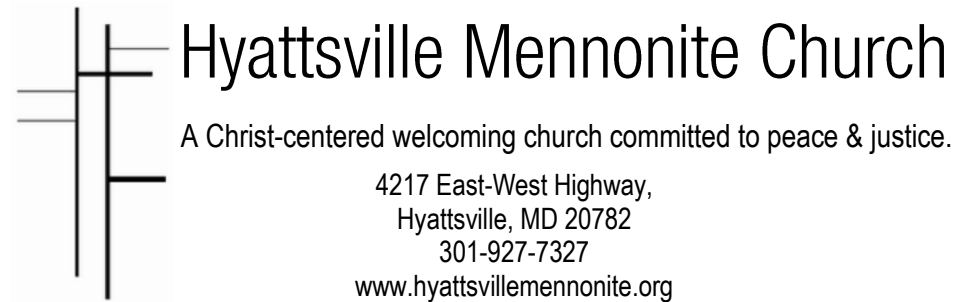 Hyattsville Mennonite Church
A Christ-centered welcoming church committed to peace & justice.
4217 East-West Highway,
Hyattsville, MD 20782
301-927-7327
www.hyattsvillemennonite.org